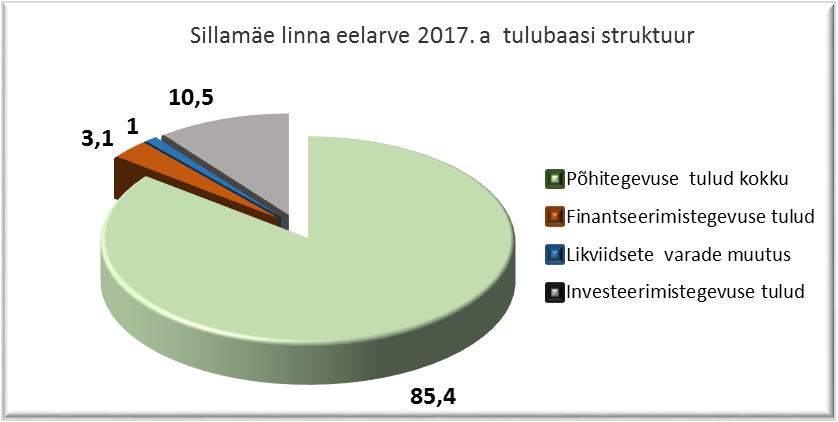 Sillamäe linna eelarve 2017. a tulubaasi struktuur
10,5
1
3,1
Põhitegevuse tulud kokku
Finantseerimistegevuse tulud
Likviidsete varade muutus
Investeerimistegevuse tulud
85,4